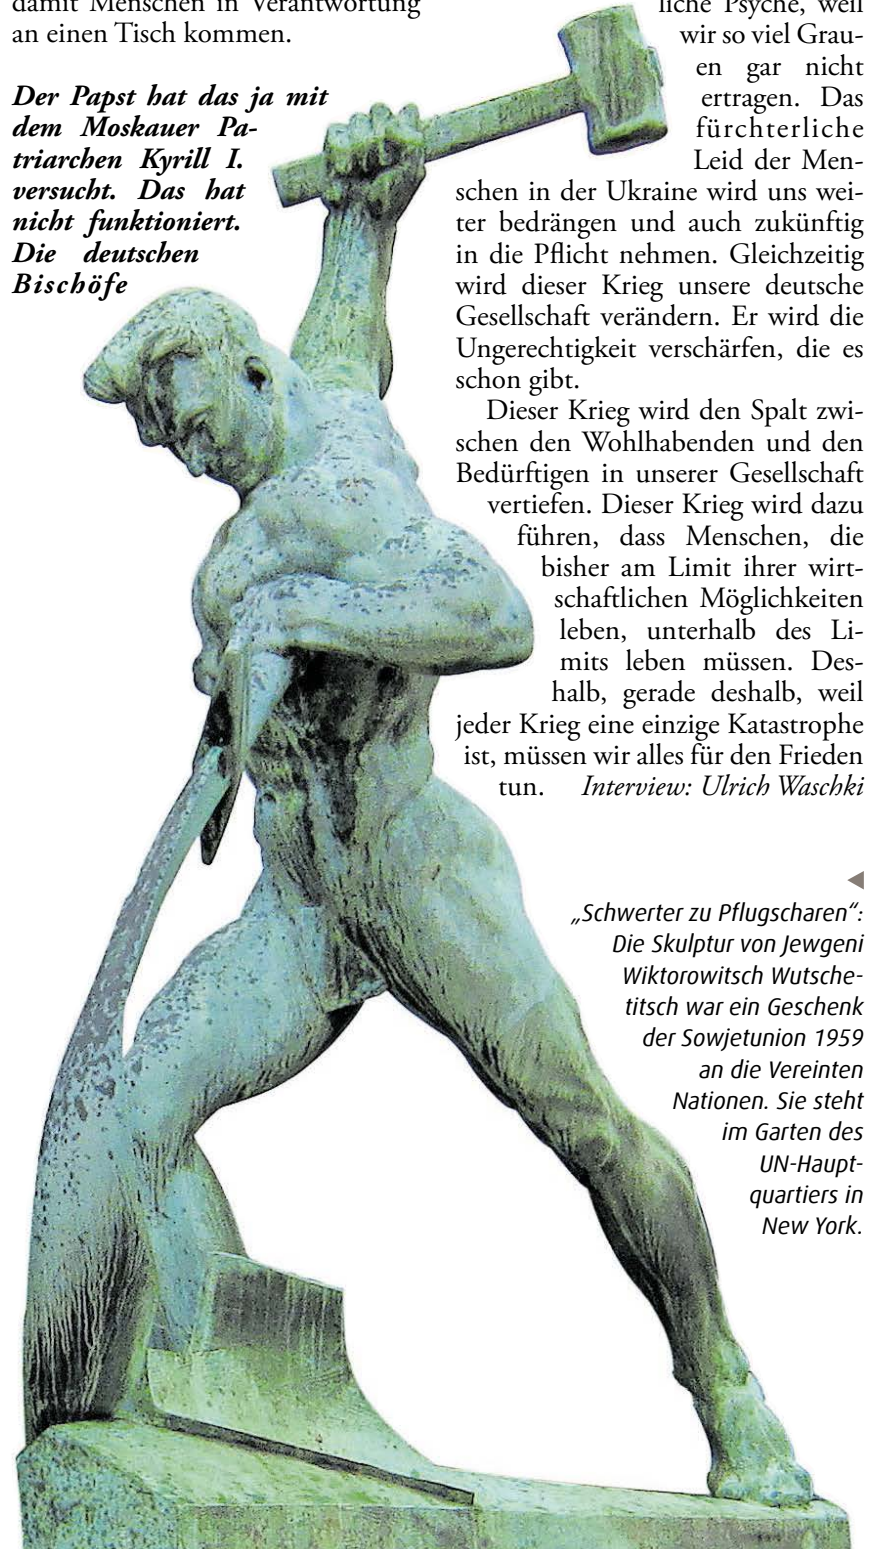 damit Menschen in Verantwortung
an einen Tisch kommen.
Der Papst hat das ja mit
dem Moskauer Pa-
triarchen Kyrill I.
versucht. Das hat
nicht funktioniert.
Die deutschen
Bischöfe
liche Psyche, weil
wir so viel Grau-
en gar nicht
ertragen. Das
fürchterliche
Leid der Men-
schen in der Ukraine wird uns wei-
ter bedrängen und auch zukünftig
in die Pflicht nehmen. Gleichzeitig
wird dieser Krieg unsere deutsche
Gesellschaft verändern. Er wird die
Ungerechtigkeit verschärfen, die es
schon gibt.
Dieser Krieg wird den Spalt zwi-
schen den Wohlhabenden und den
Bedürftigen in unserer Gesellschaft
vertiefen. Dieser Krieg wird dazu
führen, dass Menschen, die
bisher am Limit ihrer wirt-
schaftlichen Möglichkeiten
leben, unterhalb des Li-
mits leben müssen. Des-
halb, gerade deshalb, weil
jeder Krieg eine einzige Katastrophe
ist, müssen wir alles für den Frieden
tun. Interview: Ulrich Waschki
„Schwerter zu Pflugscharen“:
Die Skulptur von Jewgeni
Wiktorowitsch Wutsche-
titsch war ein Geschenk
der Sowjetunion 1959
an die Vereinten
Nationen. Sie steht
im Garten des
UN-Haupt-
quartiers in
New York.